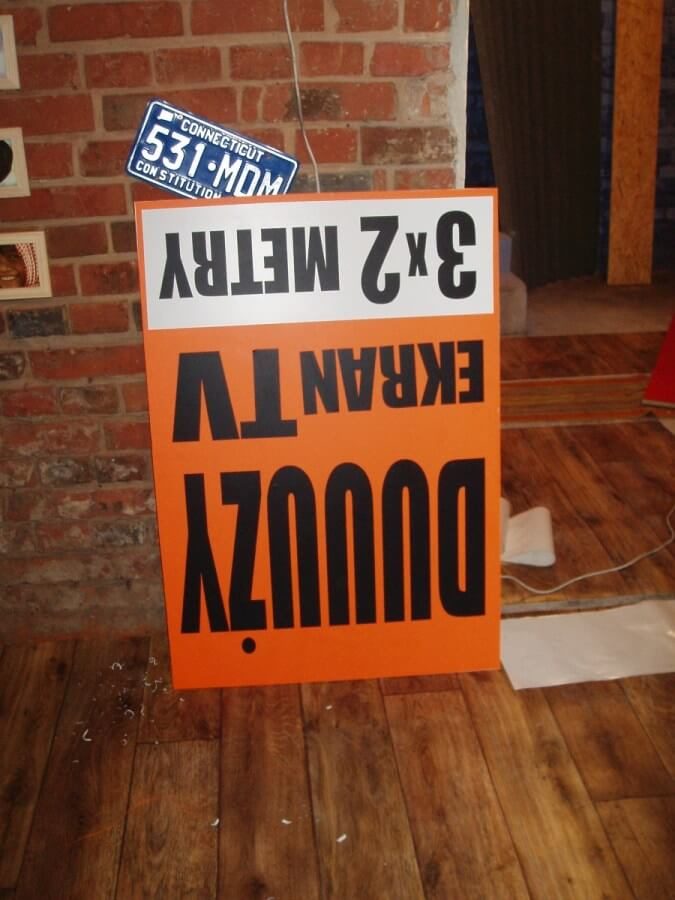 CONNECTICUT
531·MDM
CONSTITUTION
DUUUŻY
EKRAN TV
3x2 METRY